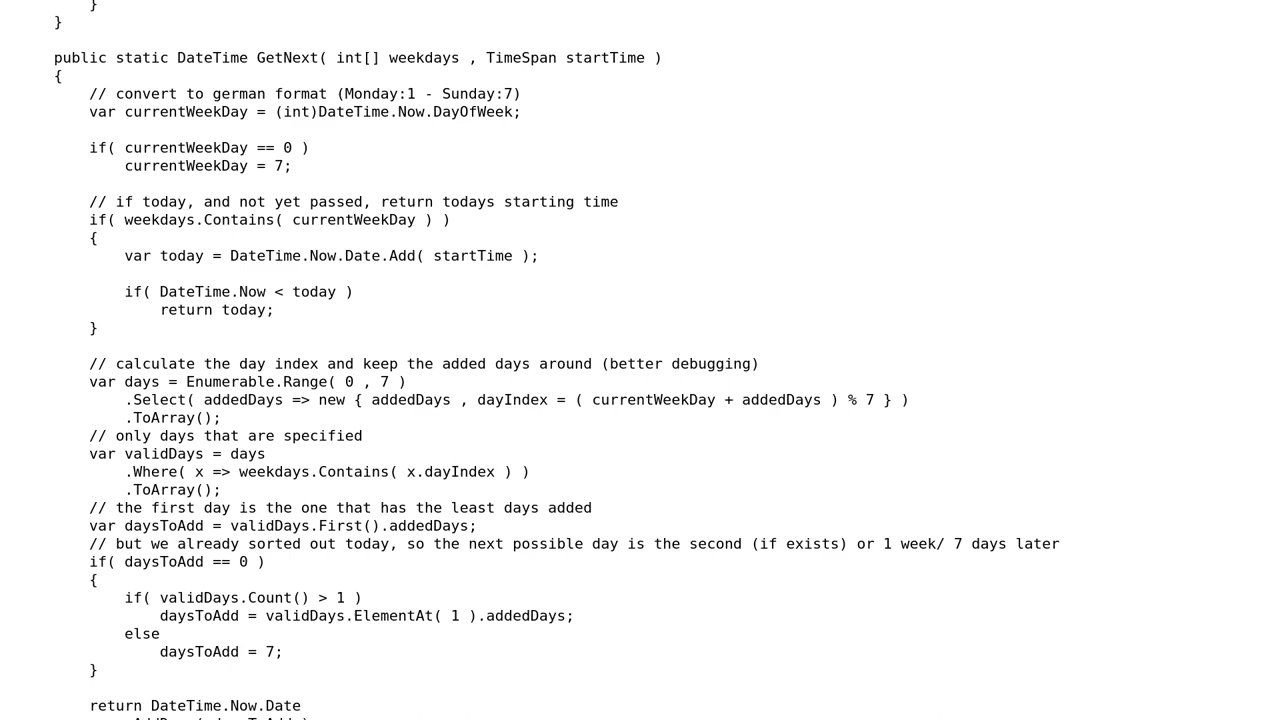 }
}
public static DateTime GetNext( int[] weekdays , TimeSpan startTime )
{
// convert to german format (Monday:1 - Sunday:7)
var currentWeekDay = (int)DateTime.Now.DayOfWeek;
if( currentWeekDay == 0 )
currentWeekDay = 7;
// if today, and not yet passed, return todays starting time
if( weekdays.Contains( currentWeekDay ) )
{
var today = DateTime.Now.Date.Add( startTime );
if( DateTime.Now < today )
return today;
}
// calculate the day index and keep the added days around (better debugging)
var days = Enumerable.Range( 0 , 7 )
.Select( addedDays => new { addedDays , dayIndex = ( currentWeekDay + addedDays ) % 7 } )
.ToArray();
// only days that are specified
var validDays = days
.Where( x => weekdays.Contains( x.dayIndex ) )
.ToArray();
// the first day is the one that has the least days added
var daysToAdd = validDays.First().addedDays;
// but we already sorted out today, so the next possible day is the second (if exists) or 1 week/ 7 days later
if( daysToAdd == 0 )
{
if( validDays.Count() > 1 )
daysToAdd = validDays.ElementAt( 1 ).addedDays;
else
daysToAdd = 7;
}
return DateTime.Now.Date